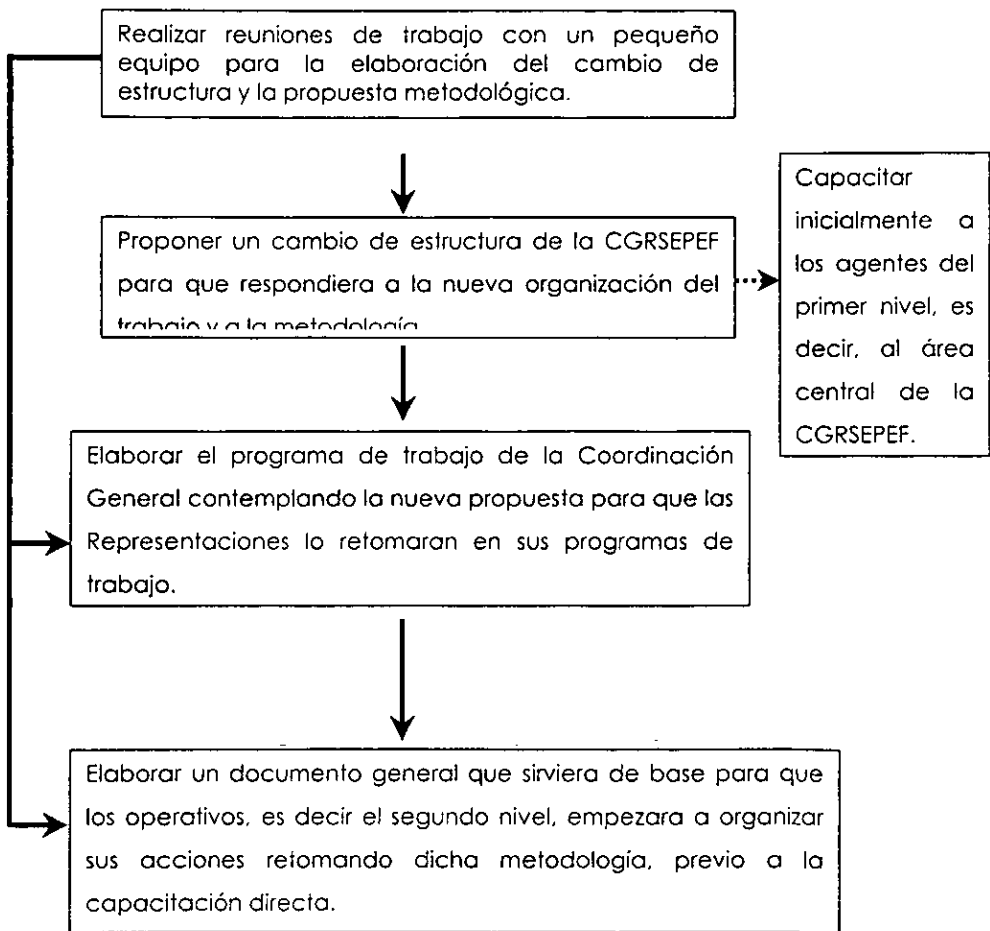 Realizar reuniones de trabajo con un pequeño
equipo para la elaboración del cambio de
estructura y la propuesta metodológica.
Proponer un cambio de estructura de la CGRSEPEF
para que respondiera a la nueva organización del
trabajo y a la metodología
Capacitar
inicialmente a
los agentes del
primer nivel, es
decir, al área
central de la
CGRSEPEF.
Elaborar el programa de trabajo de la Coordinación
General contemplando la nueva propuesta para que las
Representaciones lo retomaran en sus programas de
trabajo.
Elaborar un documento general que sirviera de base para que
los operativos, es decir el segundo nivel, empezara a organizar
sus acciones retomando dicha metodología, previo a la
capacitación directa.